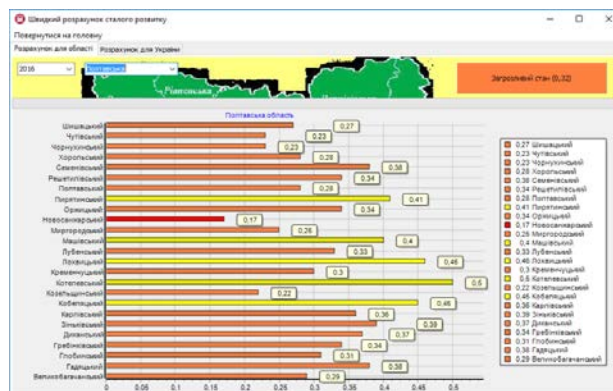 Швидкий розрахунок сталого розвитку
Повернутися на головну
Розрахунок для області Розрахунок для України
2016 Полтавська
Рівненська
Загрозливий стан (0,32)
Полтавська область
Шишацький 0,27
Чутівський 0,23
Чорнухинський 0,23
Хорольський 0,28
Семенівський 0,38
Решетилівський 0,34
Полтавський 0,28
Пирятинський 0,41
Оржицький 0,34
Новосанжарський 0,17
Миргородський
Машівський 0,4
Лубенський 0,33
Лохвицький 0,46
Кременчуцький 0,3
Котелевський 0,5
Козельщинський 0,22
Кобеляцький
Карлівський 0,36
Зіньківський
Диканський 0,37
Гребінківський 0,34
Глобинський 0,31
Гадяцький 0,38
Великобагачанський 0,29
0 0,05 0,1 0,15 0,2 0,25 0,3 0,35 0,4 0,45 0,5
0,27 Шишацький
0,23 Чутівський
0,23 Чорнухинський
0,28 Хорольський
0,38 Семенівський
0,34 Решетилівський
0,28 Полтавський
0,41 Пирятинський
0,34 Оржицький
0,17 Новосанжарський
Миргородський
0,4 Машівський
0,33 Лубенський
0,46 Лохвицький
0,3 Кременчуцький
0,5 Котелевський
0,22 Козельщинський
0,45 Кобеляцький
0,36 Карлівський
0,39 Зіньківський
0,37 Диканський
0,34 Гребінківський
0,31 Глобинський
0,38 Гадяцький
0,29 Великобагачанський